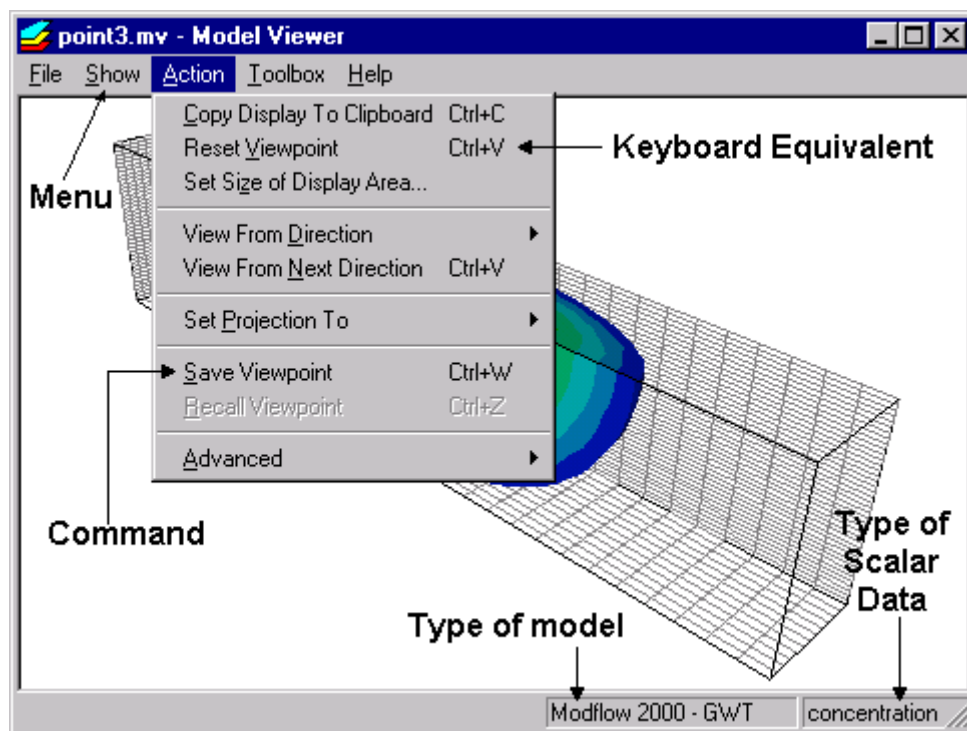 point3.mv - Model Viewer
File Show Action Toolbox Help
Copy Display To Clipboard Ctrl+C
Reset Viewpoint Ctrl+V
Keyboard Equivalent
Set Size of Display Area...
Menu
View From Direction
View From Next Direction Ctrl+V
Set Projection To
Save Viewpoint Ctrl+W
Recall Viewpoint Ctrl+Z
Advanced
Command
Type of
Scalar
Data
Type of model
Modflow 2000 - GWT concentration